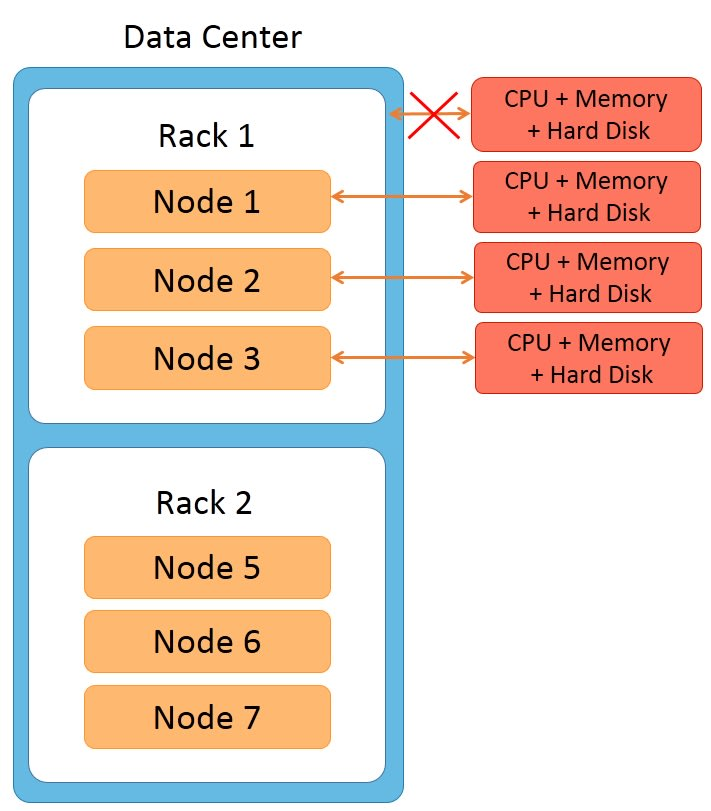 Data Center
Rack 1
Node 1
Node 2
Node 3
CPU + Memory
+ Hard Disk
CPU + Memory
+ Hard Disk
CPU + Memory
+ Hard Disk
CPU + Memory
+ Hard Disk
Rack 2
Node 5
Node 6
Node 7